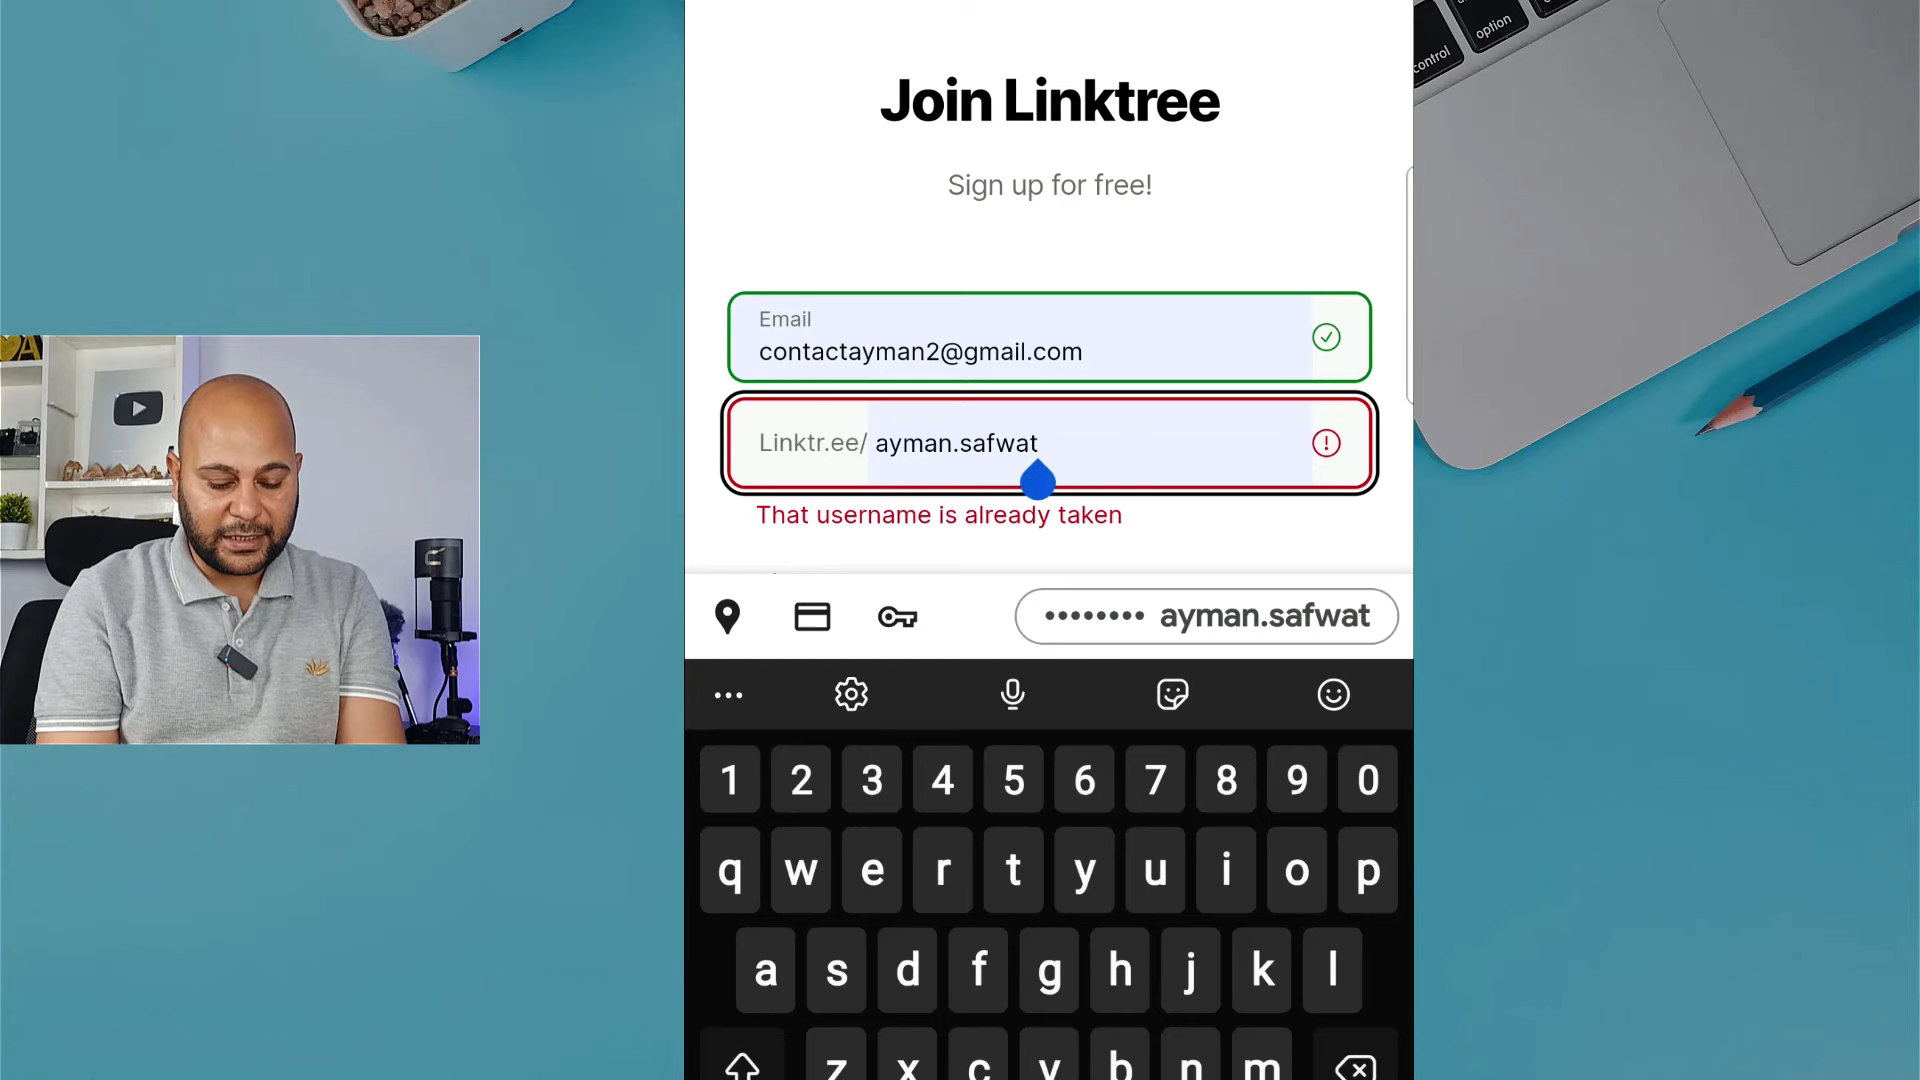 control
option
Join Linktree
Sign up for free!
Email
contactayman2@gmail.com
Linktr.ee/ ayman.safwat
That username is already taken
•••••••• ayman.safwat
1 2 3 4 5 6 7 8 9 0
q w e r t y u i o p
a s d f g h j k l
z x c v b n m